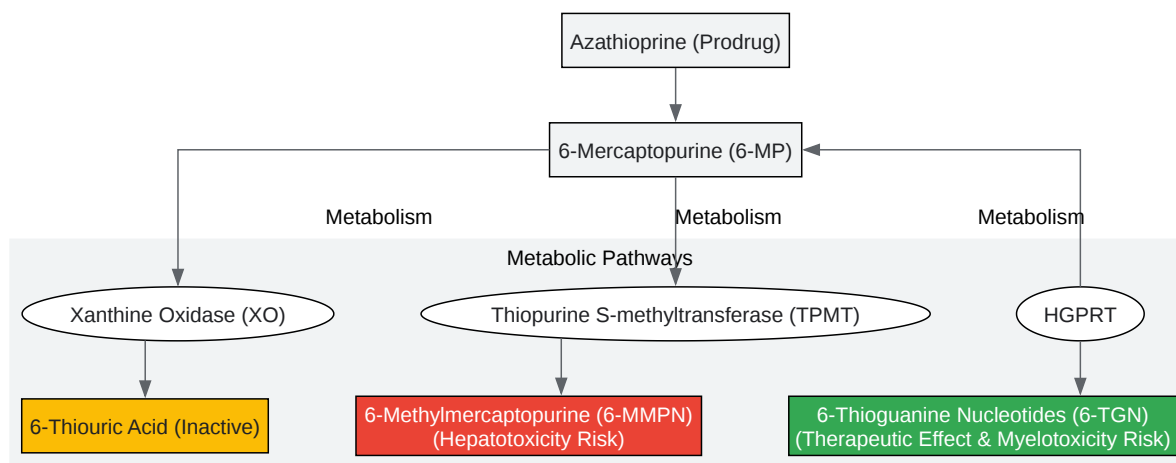 Azathioprine (Prodrug)
6-Mercaptopurine (6-MP)
Metabolism
Metabolism
Metabolism
Metabolic Pathways
Xanthine Oxidase (XO)
Thiopurine S-methyltransferase (TPMT)
HGPRT
6-Thiouric Acid (Inactive)
6-Methylmercaptopurine (6-MMPN)
(Hepatotoxicity Risk)
6-Thioguanine Nucleotides (6-TGN)
(Therapeutic Effect & Myelotoxicity Risk)